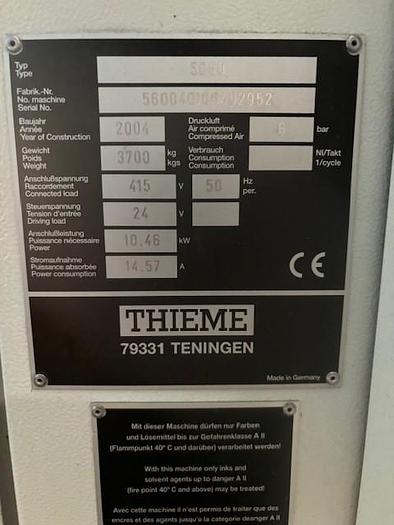 Typ
Type
Fabrik.-Nr.
No. machine
Serial No.
Baujahr
Année
Year of Construction
2004
Druckluft
Air comprimé
Compressed Air
6 bar
Gewicht
Poids
Weight
3700 kg
kgs
Verbrauch
Consommation
Consumption
Nl/Takt
1/cycle
Anschlußspannung
Raccordement
Connected load
415 V
50 Hz
per.
Steuerspannung
Tension d'entrée
Driving load
24 V
Anschlußleistung
Puissance nécessaire
Power
10.46 kW
Stromaufnahme
Puissance absorbée
Power consumption
14.57 A
CE
THIEME
79331 TENINGEN
Made in Germany
Mit dieser Maschine dürfen nur Farben
und Lösemittel bis zur Gefahrenklasse A II
(Flammpunkt 40° C und darüber) verarbeitet werden!
With this machine only inks and
solvent agents up to danger A II
(fire point 40° C and above) may be treated!
Avec cette machine il n'est permis de traiter que des
encres et des agents jusqu'à la categorie deanger A II